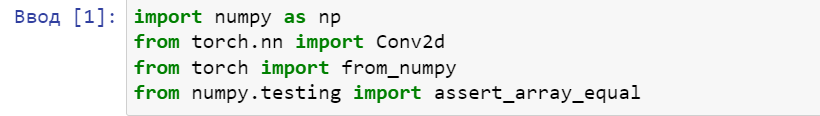 Ввод [1]: import numpy as np
from torch.nn import Conv2d
from torch import from_numpy
from numpy.testing import assert_array_equal